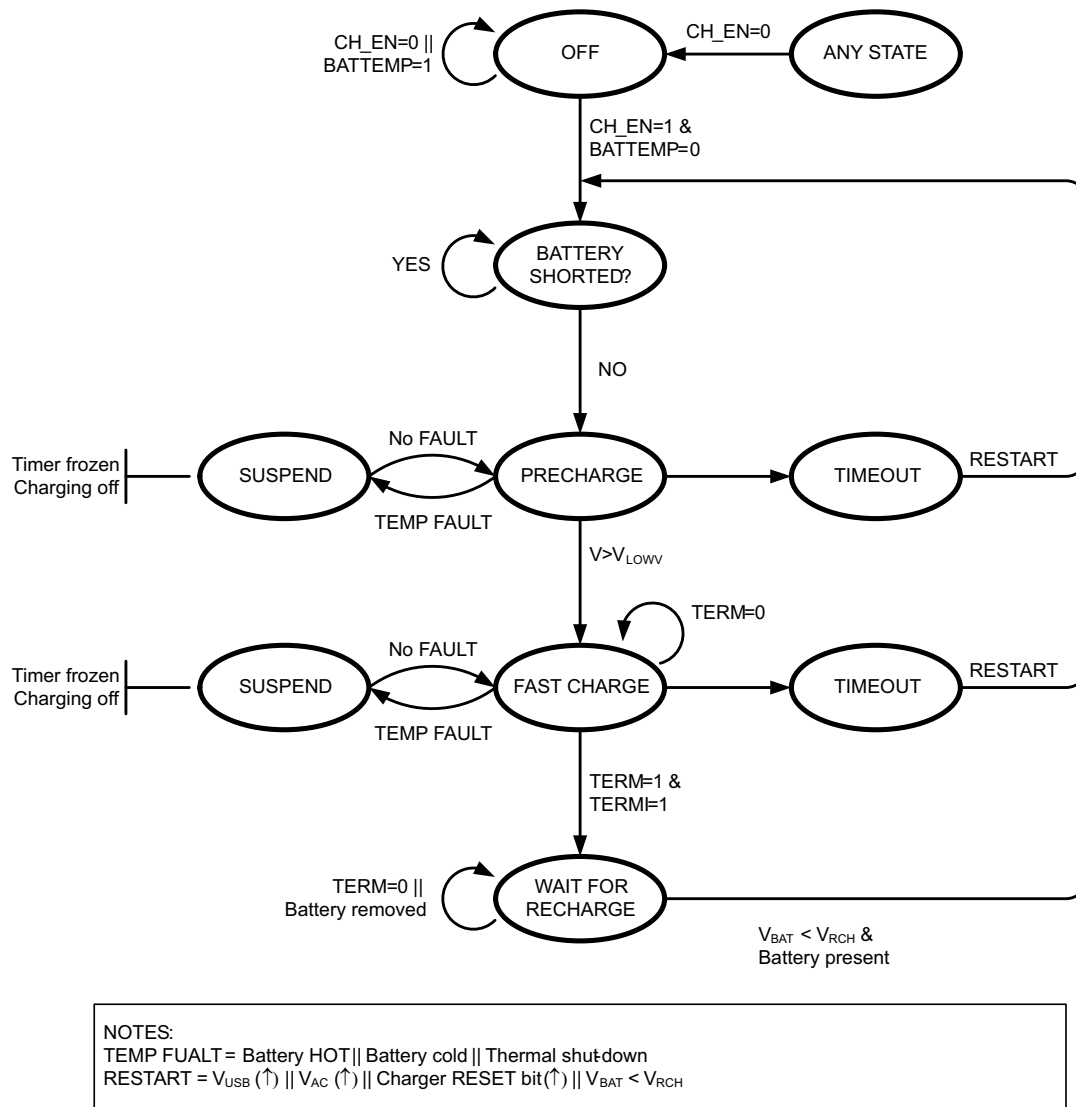 CH_EN=0 ||
BATTEMP=1
OFF
CH_EN=0
ANY STATE
CH_EN=1 &
BATTEMP=0
YES
BATTERY
SHORTED?
NO
Timer frozen
Charging off
SUSPEND
No FAULT
TEMP FAULT
PRECHARGE
TIMEOUT
RESTART
V>VLOWV
TERM=0
Timer frozen
Charging off
SUSPEND
No FAULT
TEMP FAULT
FAST CHARGE
TIMEOUT
RESTART
TERM=1 &
TERMI=1
TERM=0 ||
Battery removed
WAIT FOR
RECHARGE
VBAT < VRCH &
Battery present
NOTES:
TEMP FUALT = Battery HOT || Battery cold || Thermal shut-down
RESTART = VUSB (↑) || VAC (↑) || Charger RESET bit(↑) || VBAT < VRCH